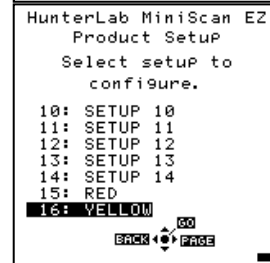 HunterLab MiniScan EZ
Product Setup
Select setup to
configure.
10: SETUP 10
11: SETUP 11
12: SETUP 12
13: SETUP 13
14: SETUP 14
15: RED
16: YELLOW
GO
BACK PAGE